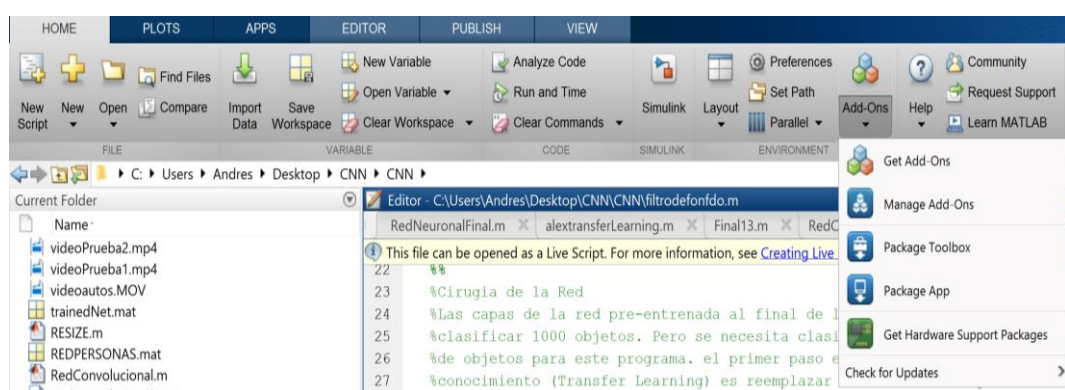 HOME PLOTS APPS EDITOR PUBLISH VIEW
New Script
New
Open
Find Files
Compare
Import Data
Save Workspace
New Variable
Open Variable
Clear Workspace
Analyze Code
Run and Time
Clear Commands
Simulink
Layout
Preferences
Set Path
Parallel
Add-Ons
Help
Community
Request Support
Learn MATLAB
FILE VARIABLE CODE SIMULINK ENVIRONMENT
C: Users Andres Desktop CNN CNN
Current Folder
Name
videoPrueba2.mp4
videoPrueba1.mp4
videoautos.MOV
trainedNet.mat
RESIZE.m
REDPERSONAS.mat
RedConvolucional.m
Editor - C:\Users\Andres\Desktop\CNN\CNN\filtrodefonfdo.m
RedNeuronalFinal.m alextransferLearning.m Final13.m RedC
This file can be opened as a Live Script. For more information, see Creating Live
22 %%
23 %Cirugia de la Red
24 %Las capas de la red pre-entrenada al final de l
25 %clasificar 1000 objetos. Pero se necesita clasi
26 %de objetos para este programa. el primer paso e
27 %conocimiento (Transfer Learning) es reemplazar
Get Add-Ons
Manage Add-Ons
Package Toolbox
Package App
Get Hardware Support Packages
Check for Updates